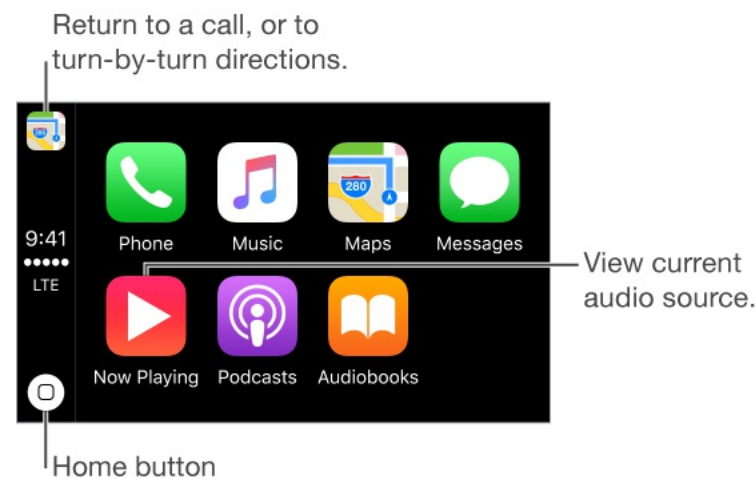 Return to a call, or to
turn-by-turn directions.
280
9:41
LTE
280
Phone
Music
Maps
Messages
View current
audio source.
Now Playing
Podcasts
Audiobooks
Home button